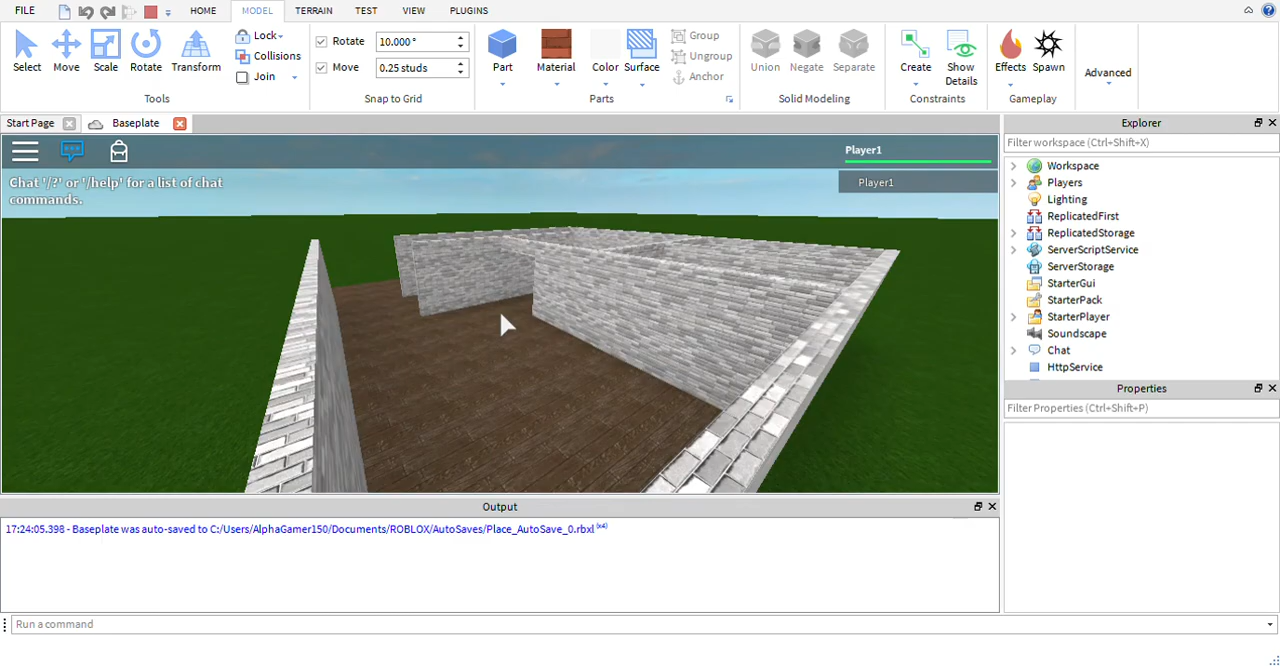 FILE HOME MODEL TERRAIN TEST VIEW PLUGINS
Select Move Scale Rotate Transform
Lock
Collisions
Join
Tools
Rotate 10.000 °
Move 0.25 studs
Snap to Grid
Part Material Color Surface
Group
Ungroup
Anchor
Parts
Union Negate Separate
Solid Modeling
Create Show Details
Constraints
Effects Spawn
Gameplay
Advanced
Start Page Baseplate
Player1
Player1
Chat '/?' or '/help' for a list of chat
commands.
Explorer
Filter workspace (Ctrl+Shift+X)
Workspace
Players
Lighting
ReplicatedFirst
ReplicatedStorage
ServerScriptService
ServerStorage
StarterGui
StarterPack
StarterPlayer
Soundscape
Chat
HttpService
Properties
Filter Properties (Ctrl+Shift+P)
Output
17:24:05.398 - Baseplate was auto-saved to C:/Users/AlphaGamer150/Documents/ROBLOX/AutoSaves/Place_AutoSave_0.rbxl (x4)
Run a command